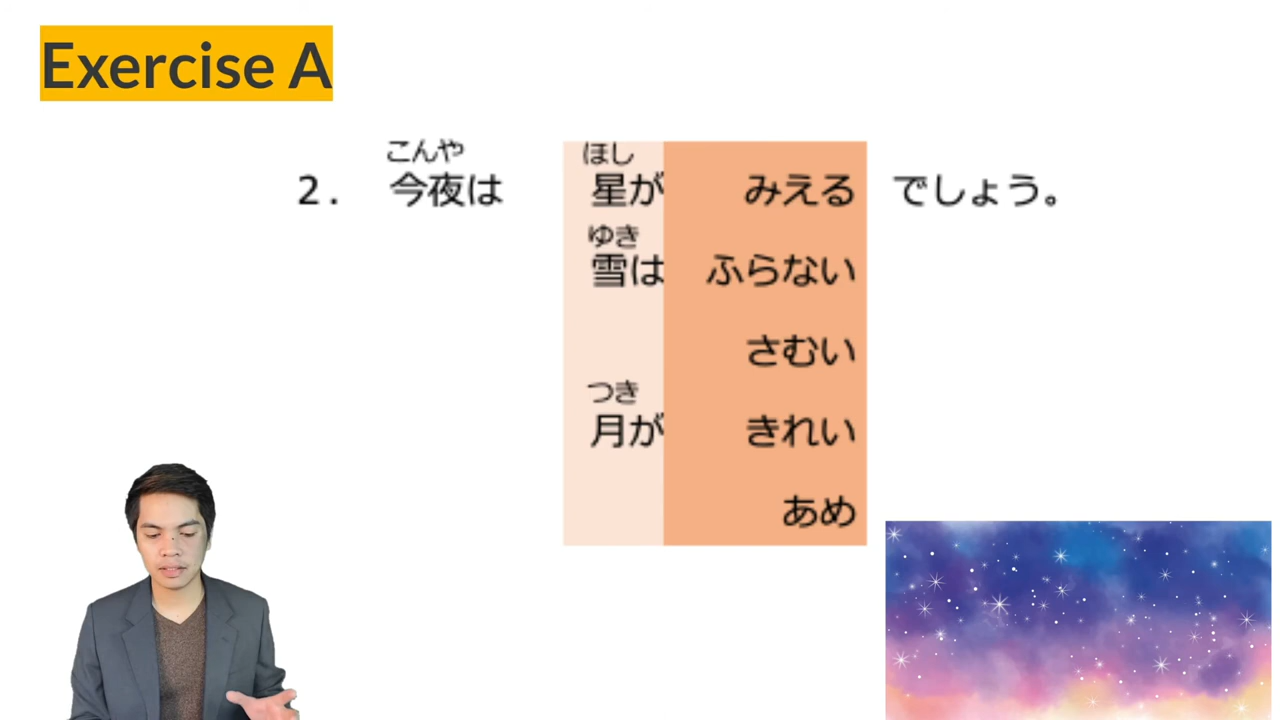 Exercise A
こんや ほし
2. 今夜は 星が みえる でしょう。
ゆき
雪は ふらない
さむい
つき
月が きれい
あめ